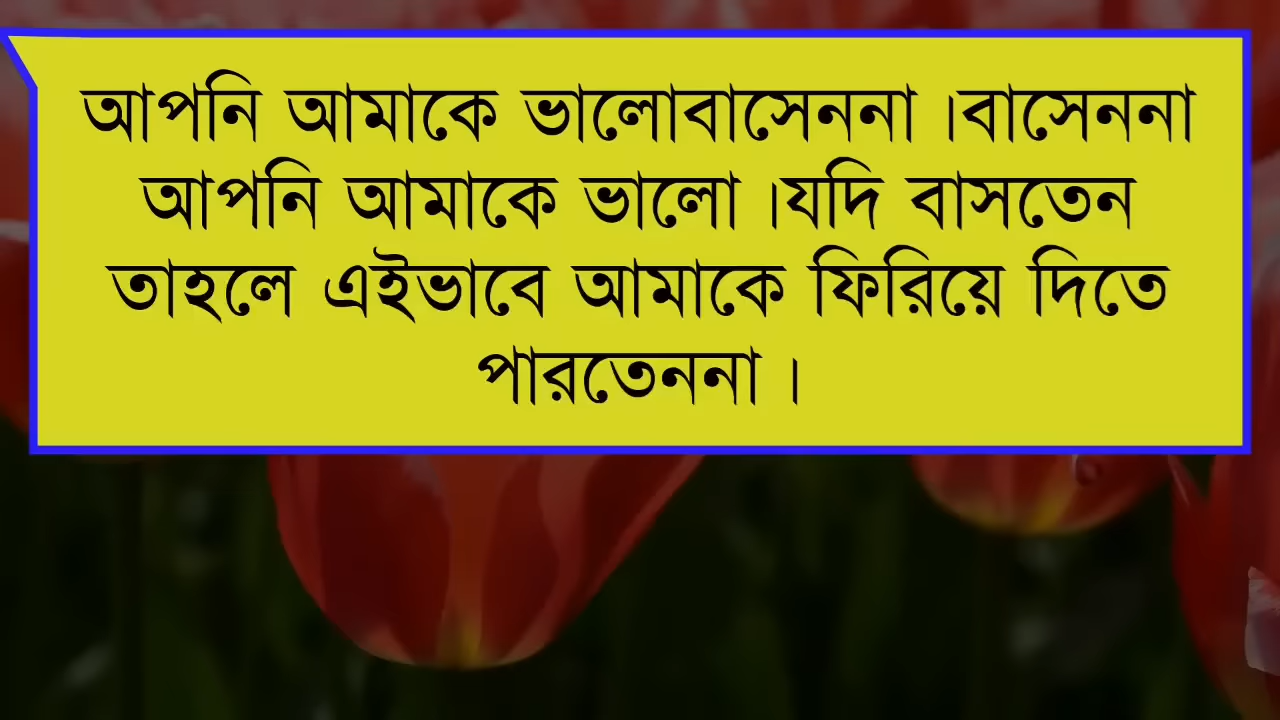 আপনি আমাকে ভালোবাসেননা ।বাসেননা
আপনি আমাকে ভালো ।যদি বাসতেন
তাহলে এইভাবে আমাকে ফিরিয়ে দিতে
পারতেননা ।